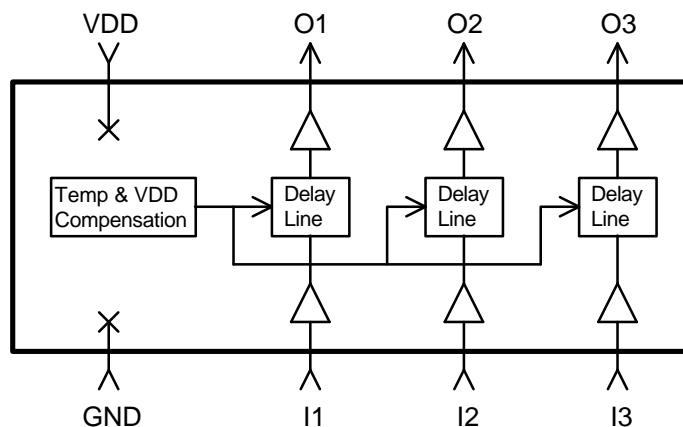 VDD O1 O2 O3
Temp & VDD
Compensation
Delay
Line
Delay
Line
Delay
Line
GND I1 I2 I3